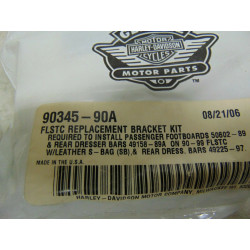 MOTOR
HARLEY-DAVIDSON
CYCLES
MOTOR PARTS
90345-90A 08/21/06
FLSTC REPLACEMENT BRACKET KIT
REQUIRED TO INSTALL PASSENGER FOOTBOARDS 50602-89
& REAR DRESSER BARS 49158-89A ON 90-99 FLSTC
W/LEATHER S-BAG (SB),& REAR DRESS. BARS 49225-97
MADE IN THE U.S.A.
HARLEY-DAVIDSON MOTOR COMPANY,